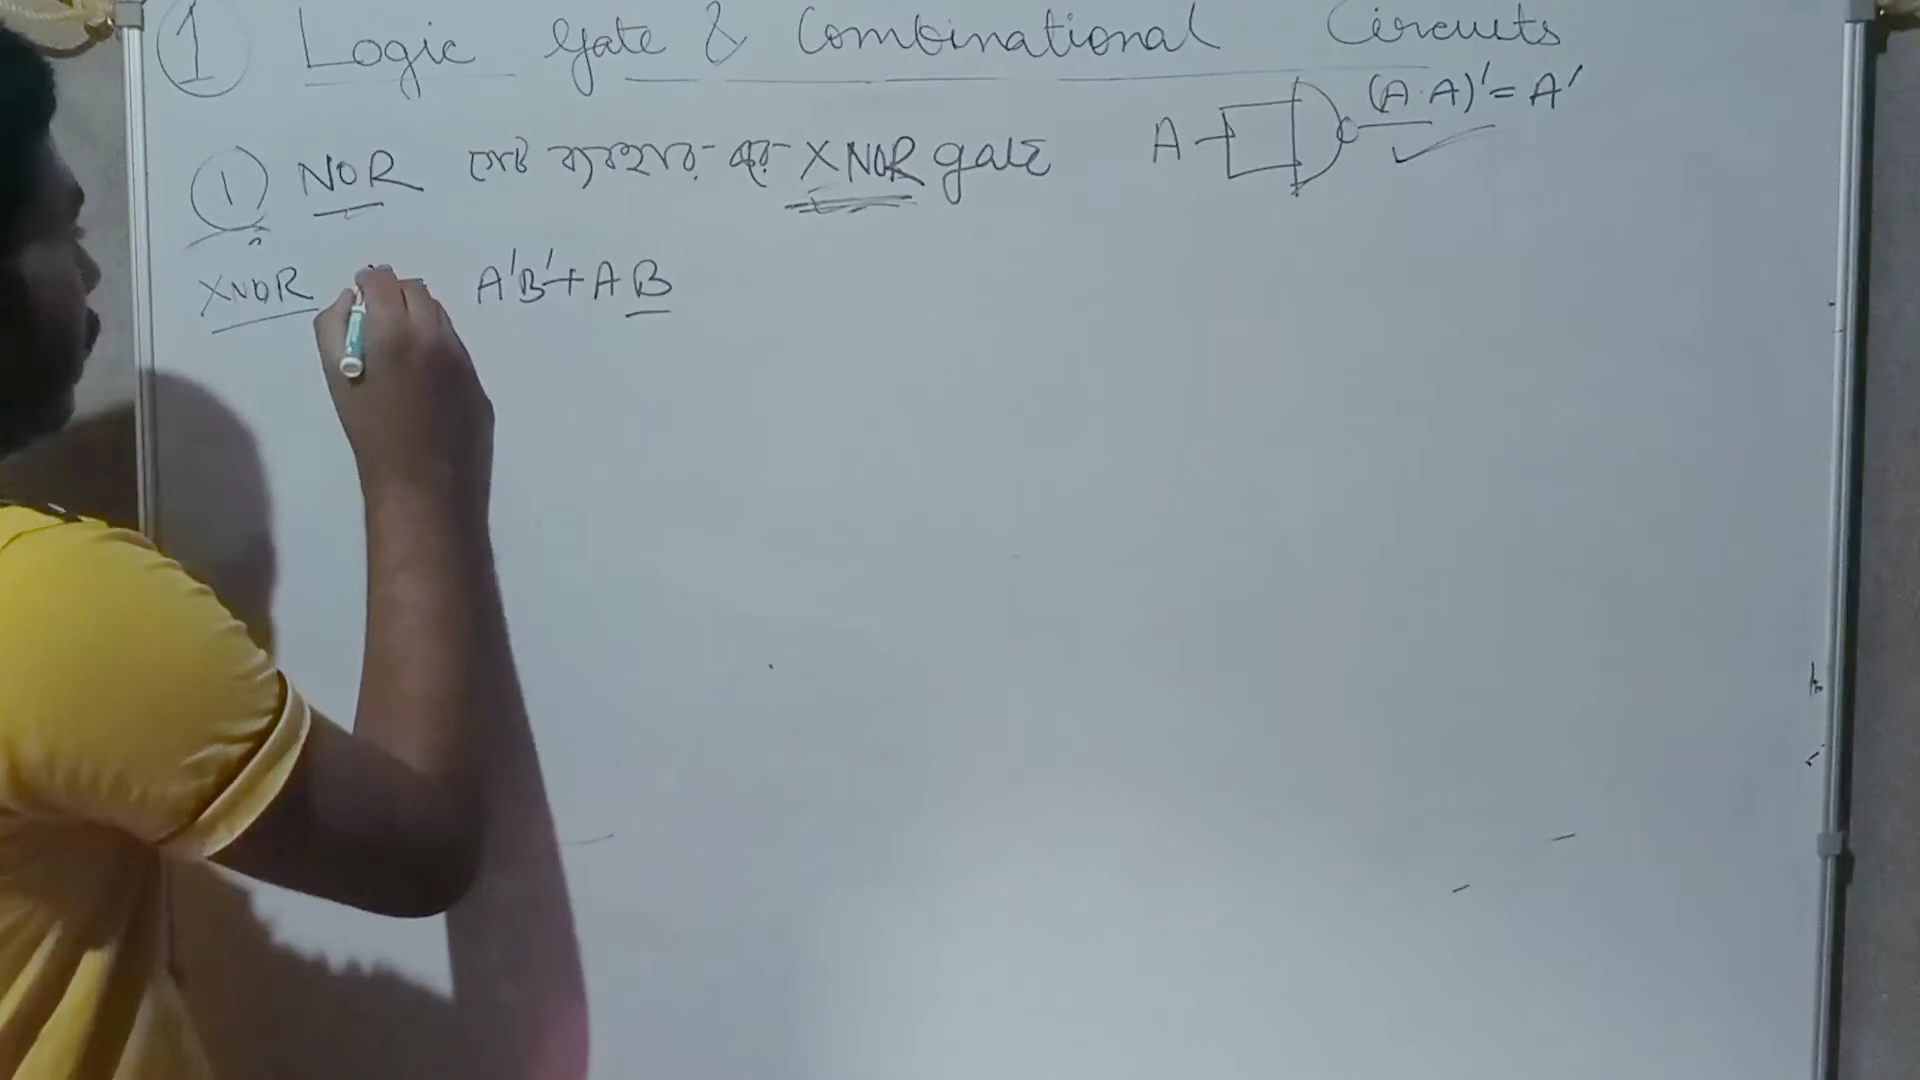 1 Logic gate & Combinational Circuits
A (A·A)'= A'
1 NOR গেট ব্যবহার করে XNOR gate
XNOR = A'B'+AB